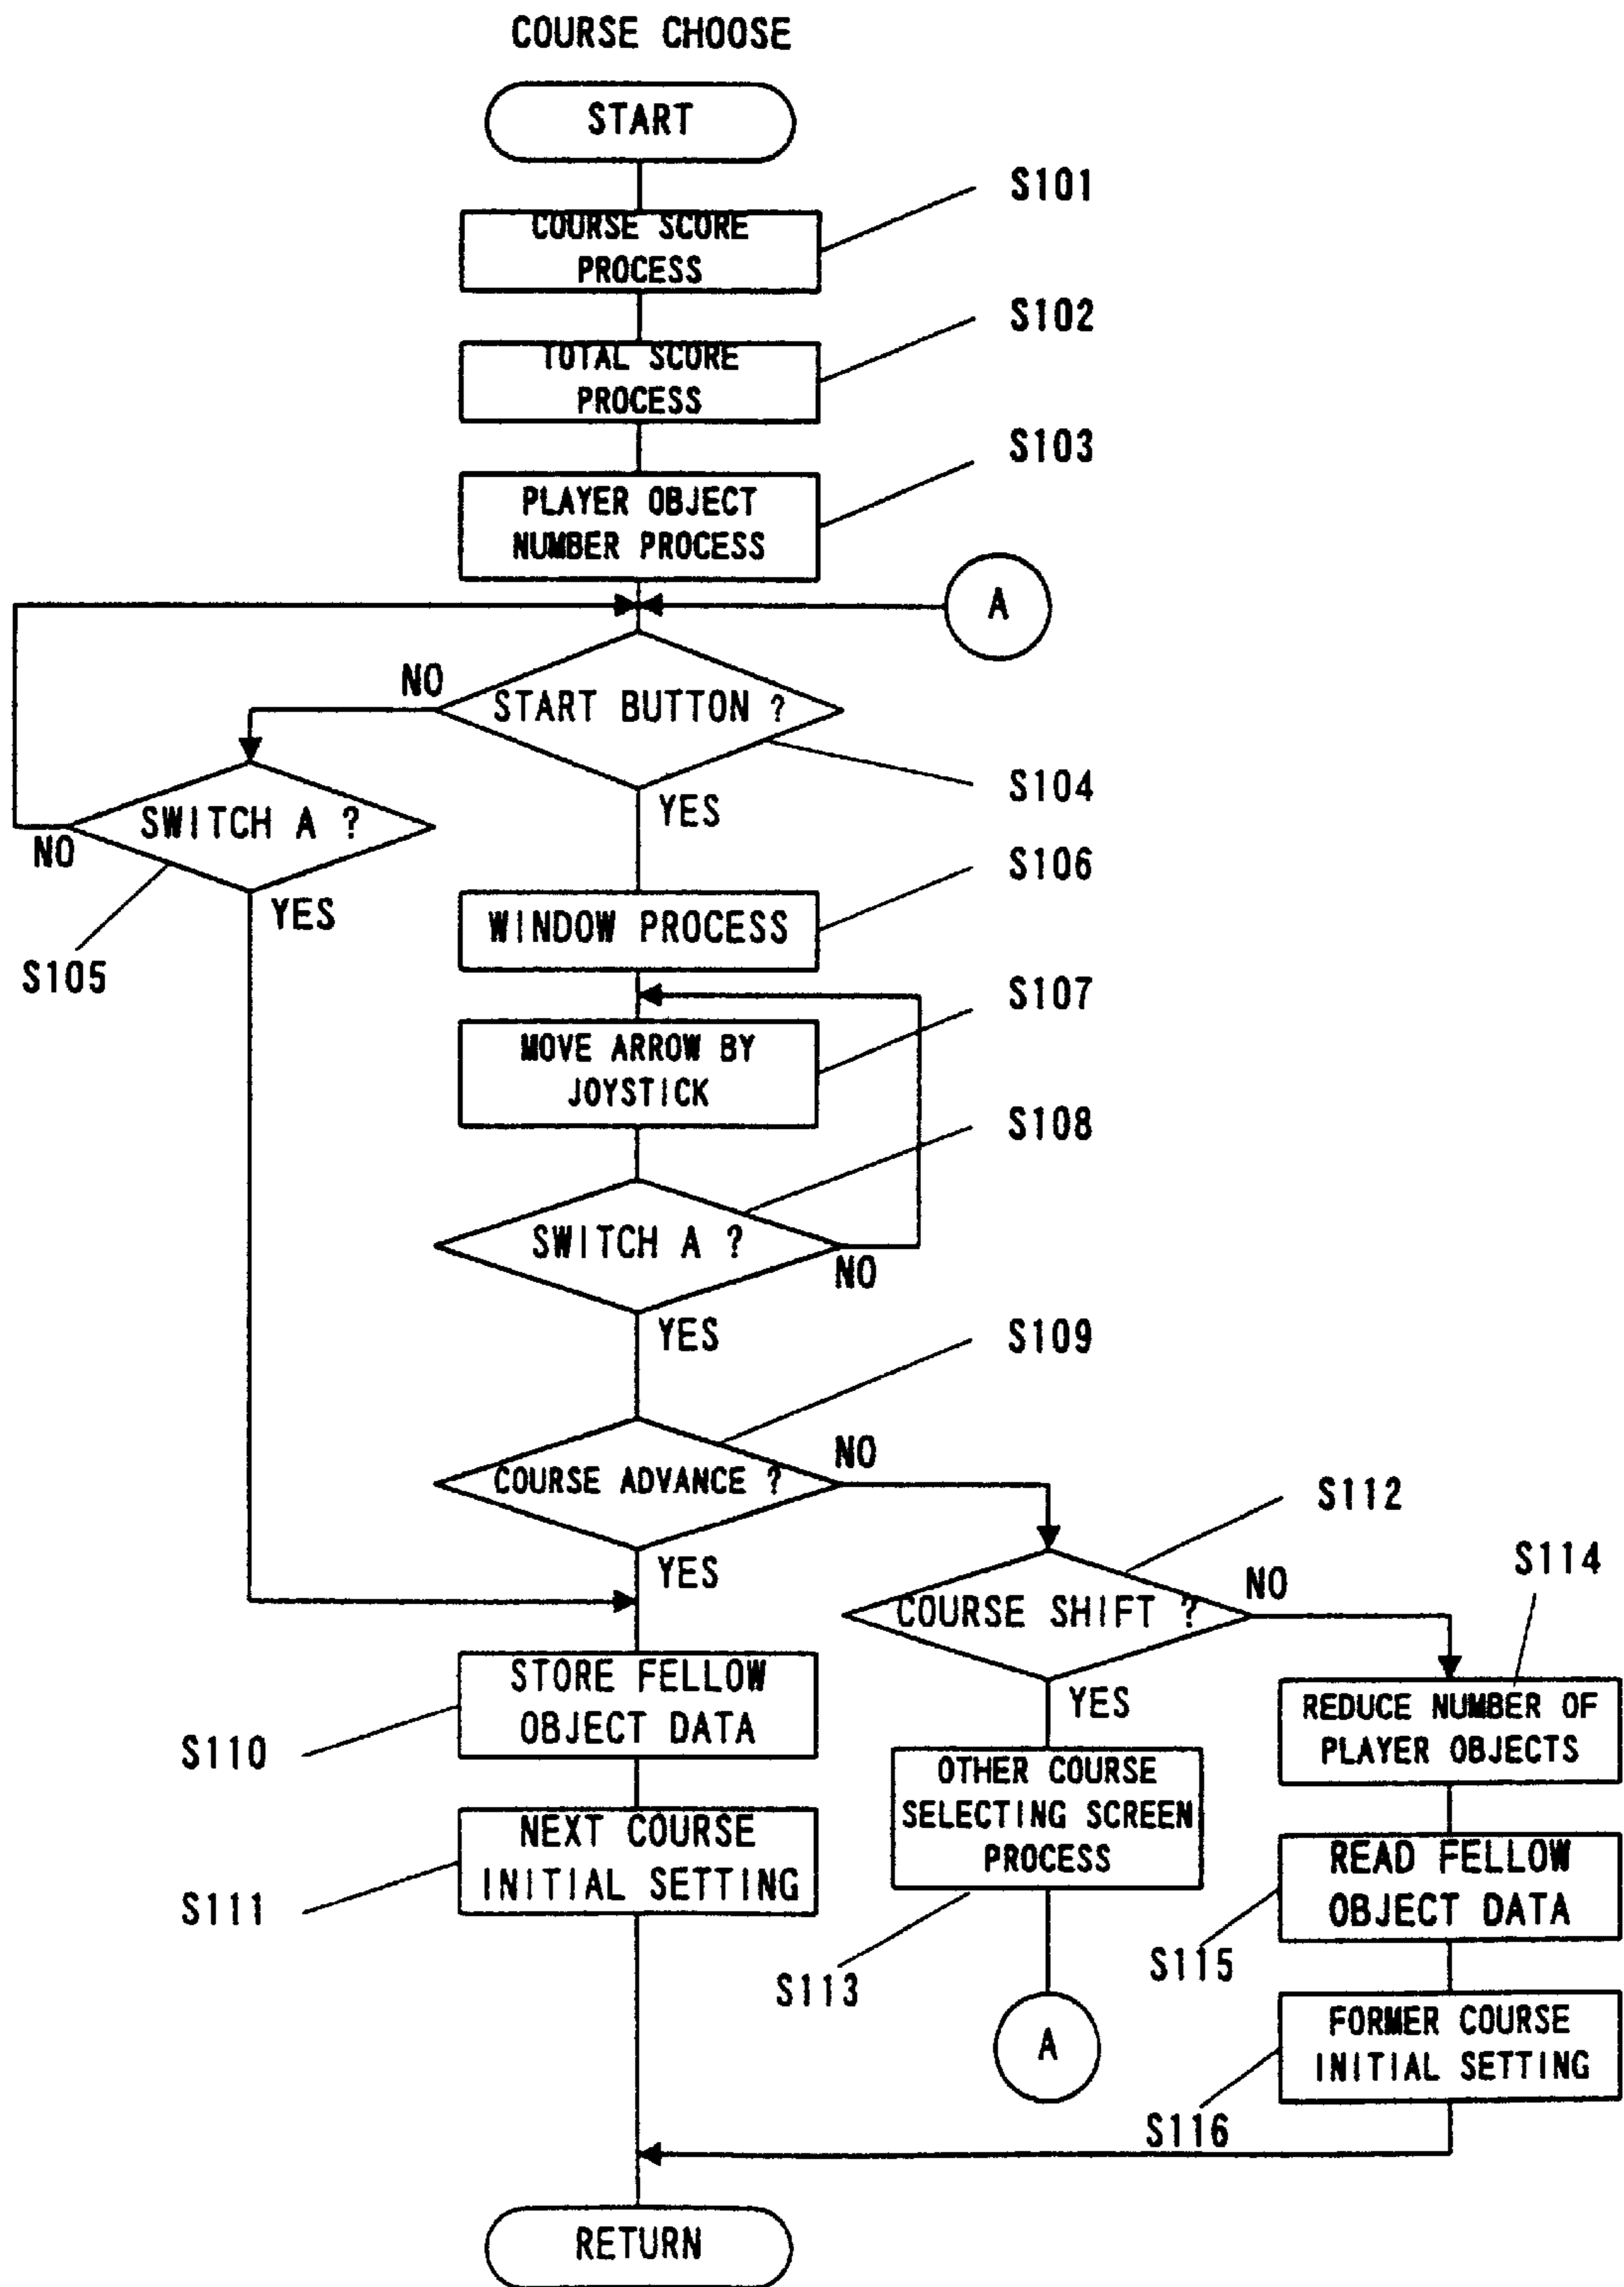 COURSE CHOOSE
START
S101
COURSE SCORE
PROCESS
S102
TOTAL SCORE
PROCESS
S103
PLAYER OBJECT
NUMBER PROCESS
A
NO
START BUTTON ?
S104
YES
SWITCH A ?
NO
YES
S105
S106
WINDOW PROCESS
S107
MOVE ARROW BY
JOYSTICK
S108
SWITCH A ?
NO
YES
S109
NO
COURSE ADVANCE ?
YES
S112
S114
NO
COURSE SHIFT ?
YES
STORE FELLOW
OBJECT DATA
S110
REDUCE NUMBER OF
PLAYER OBJECTS
OTHER COURSE
SELECTING SCREEN
PROCESS
NEXT COURSE
INITIAL SETTING
S111
READ FELLOW
OBJECT DATA
S113
S115
A
FORMER COURSE
INITIAL SETTING
S116
RETURN